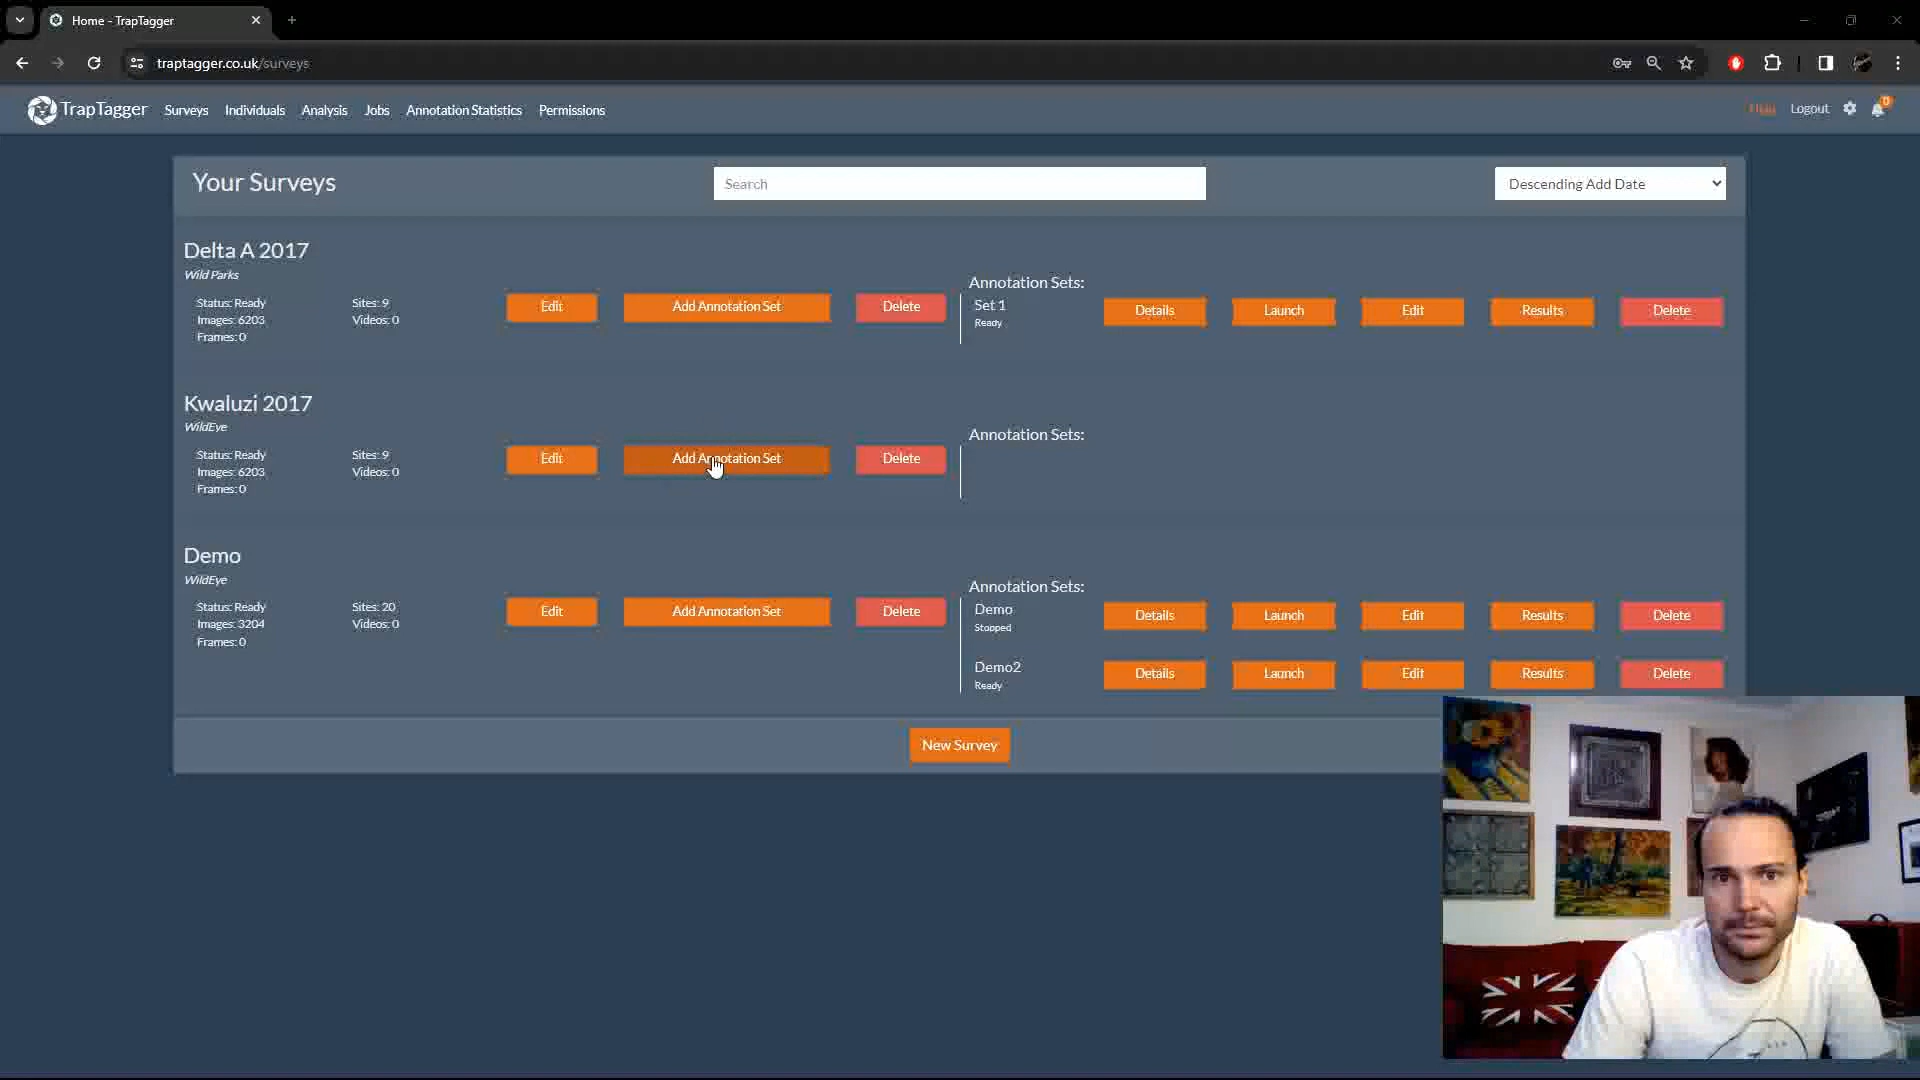 Home - TrapTagger
traptagger.co.uk/surveys
TrapTagger Surveys Individuals Analysis Jobs Annotation Statistics Permissions Logout 0
Your Surveys Search Descending Add Date
Delta A 2017
Wild Parks
Status: Ready Sites: 9
Images: 6203 Videos: 0
Frames: 0
Edit Add Annotation Set Delete
Annotation Sets:
Set 1
Ready
Details Launch Edit Results Delete
Kwaluzi 2017
WildEye
Status: Ready Sites: 9
Images: 6203 Videos: 0
Frames: 0
Edit Add Annotation Set Delete
Annotation Sets:
Demo
WildEye
Status: Ready Sites: 20
Images: 3204 Videos: 0
Frames: 0
Edit Add Annotation Set Delete
Annotation Sets:
Demo
Stopped
Details Launch Edit Results Delete
Demo2
Ready
Details Launch Edit Results Delete
New Survey